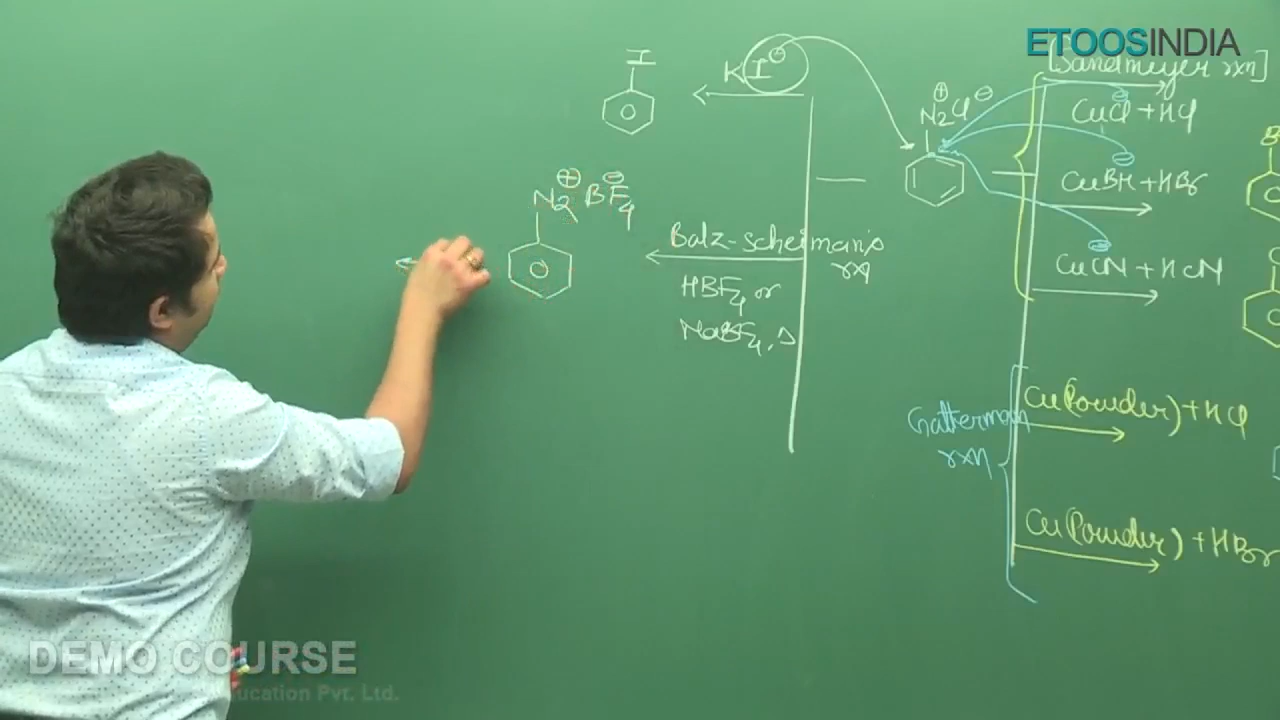 ETOOSINDIA
[Sandmeyer rxn]
I
KI⊖
N2⊕Cl⊖
⊖
CuCl + HCl
⊖
CuBr + HBr
⊖
CuCN + HCN
N2⊕ BF4⊖
Balz-scheiman's
rxn
HBF4 or
NaBF4, Δ
Gatterman
rxn
Cu(Powder) + HCl
Cu(Powder) + HBr
DEMO COURSE
ducation Pvt. Ltd.